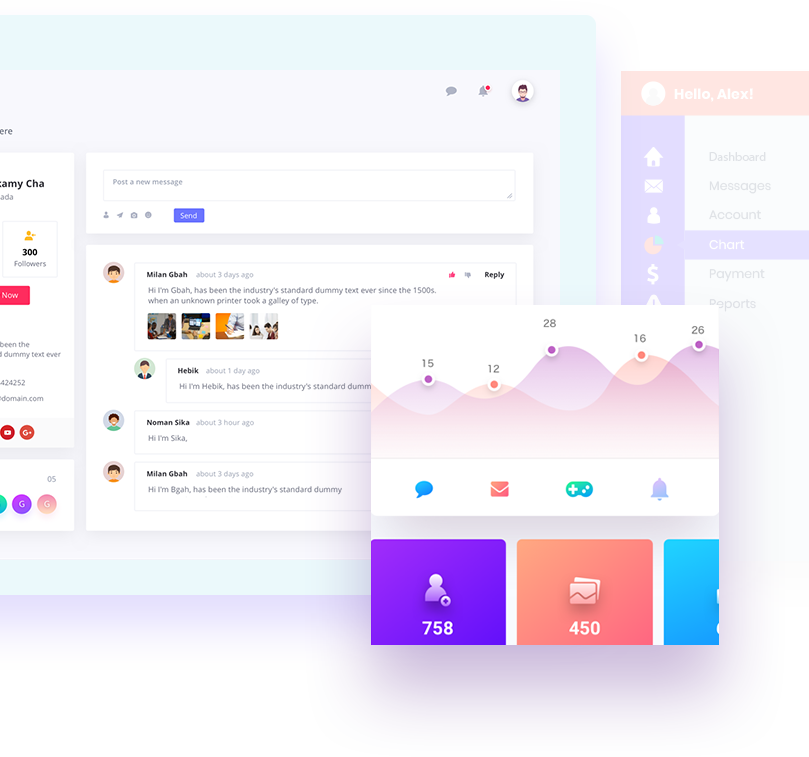 ere
xamy Cha
ada
300
Followers
Now
been the
d dummy text ever
424252
@domain.com
05
G G
Post a new message
Send
Milan Gbah about 3 days ago Reply
Hi I'm Gbah, has been the industry's standard dummy text ever since the 1500s.
when an unknown printer took a galley of type.
Hebik about 1 day ago
Hi I'm Hebik, has been the industry's standard dumm
Noman Sika about 3 hour ago
Hi I'm Sika,
Milan Gbah about 3 days ago
Hi I'm Bgah, has been the industry's standard dummy
15
12
28
16
26
758
450
Hello, Alex!
Dashboard
Messages
Account
Chart
Payment
Reports